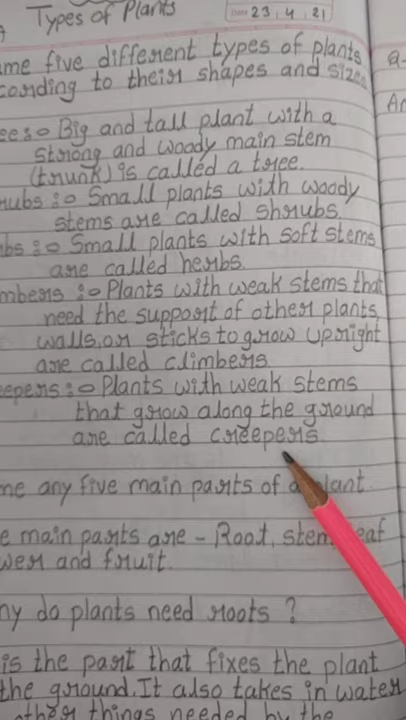 Types of Plants
Date 23 4 21
me five different types of plants
cording to their shapes and size
ees :- Big and tall plant with a
strong and woody main stem
(trunk) is called a tree.
rubs :- Small plants with woody
stems are called shrubs.
bs :- Small plants with soft stems
are called herbs.
mbers :- Plants with weak stems that
need the support of other plants,
walls, or sticks to grow upright
are called climbers.
eepers :- Plants with weak stems
that grow along the ground
are called creepers.
me any five main parts of a plant.
e main parts are - Root, stem, leaf
wer and fruit.
hy do plants need roots ?
is the part that fixes the plant
the ground. It also takes in water
other things needed by the